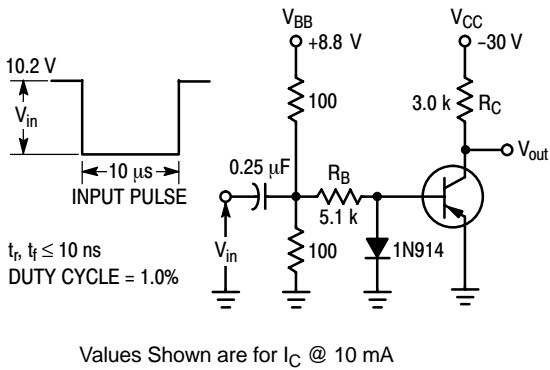 V_BB
+8.8 V
V_CC
−30 V
10.2 V
V_in
10 μs
INPUT PULSE
100
3.0 k
R_C
V_out
0.25 μF
R_B
5.1 k
V_in
100
1N914
t_r, t_f ≤ 10 ns
DUTY CYCLE = 1.0%
Values Shown are for I_C @ 10 mA